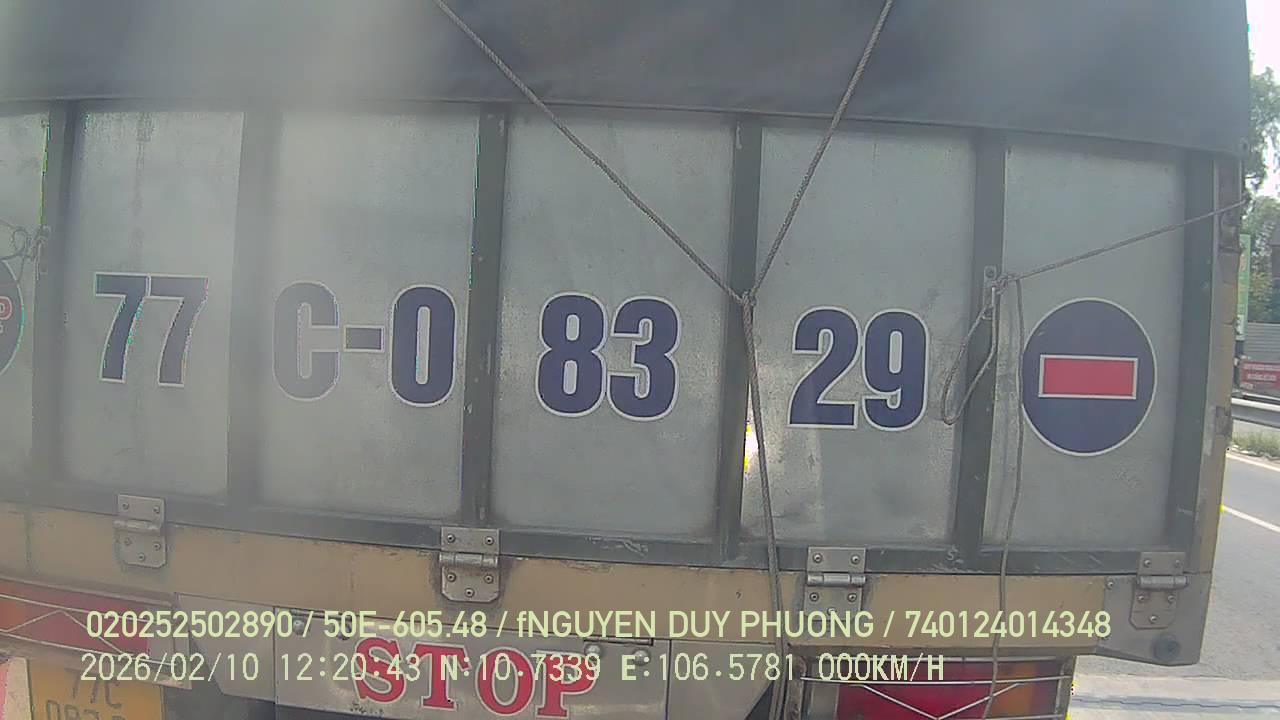 77 C-0 83 29
020252502890 / 50E-605.48 / fNGUYEN DUY PHUONG / 740124014348
2026/02/10 12:20:43 N:10.7339 E:106.5781 000KM/H
STOP
77C